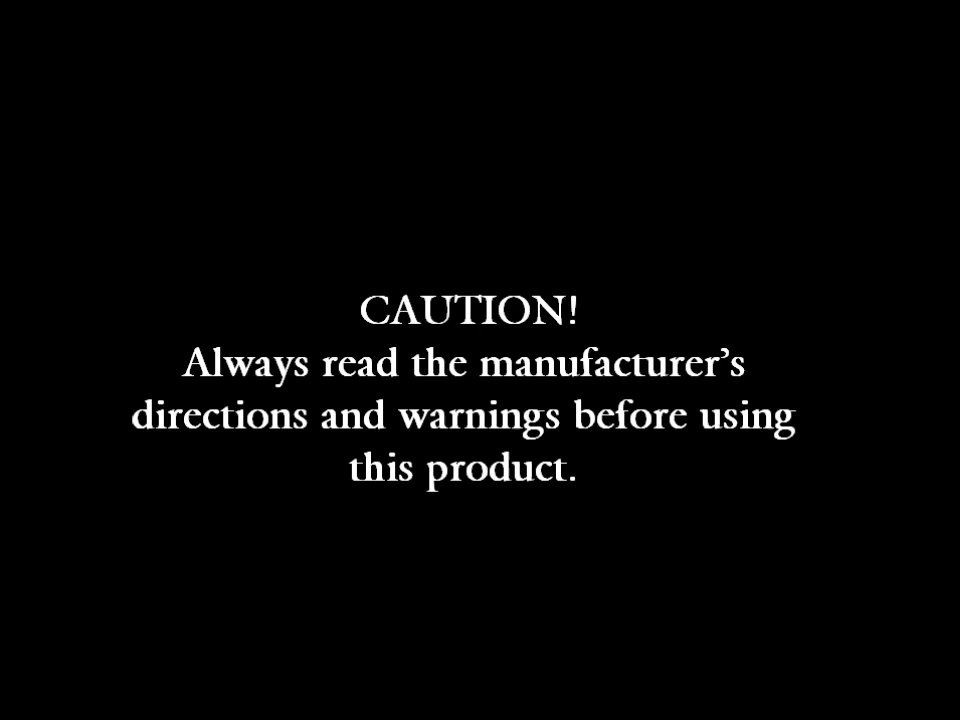 CAUTION!
Always read the manufacturer’s
directions and warnings before using
this product.